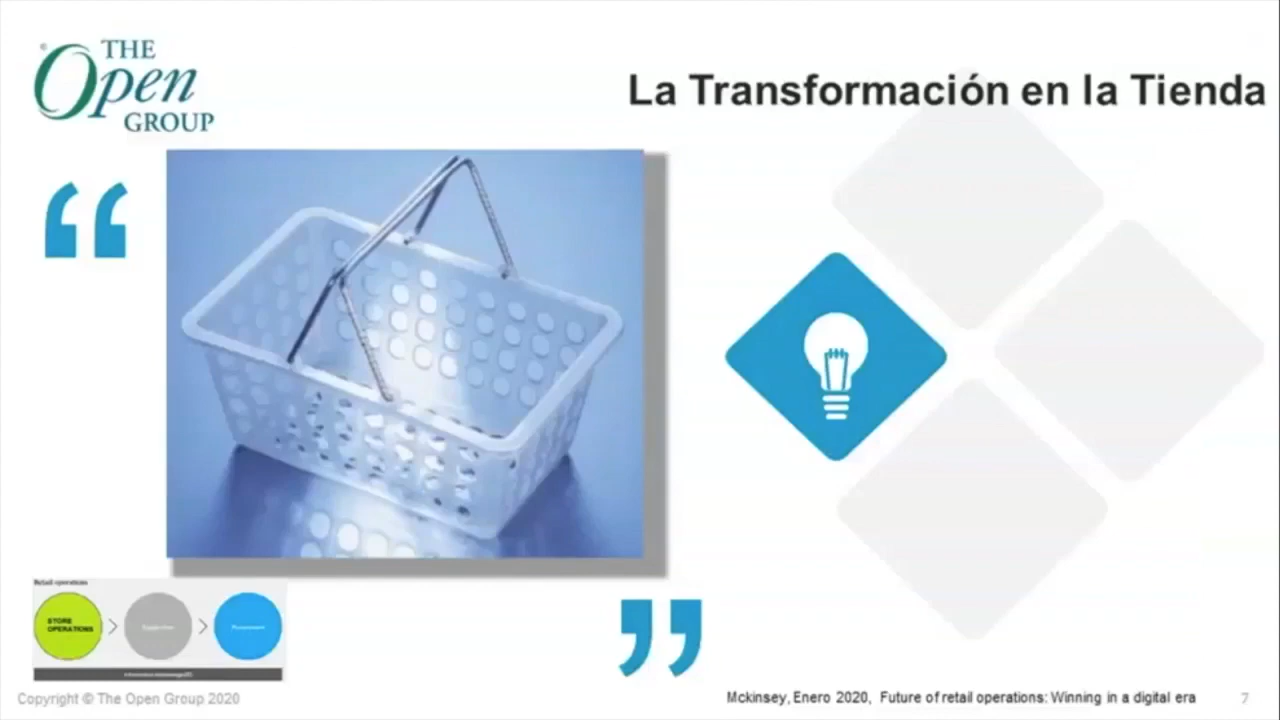 THE
Open
GROUP
La Transformación en la Tienda
“
”
Retail operations
STORE
OPERATIONS
Copyright © The Open Group 2020
Mckinsey, Enero 2020, Future of retail operations: Winning in a digital era
7